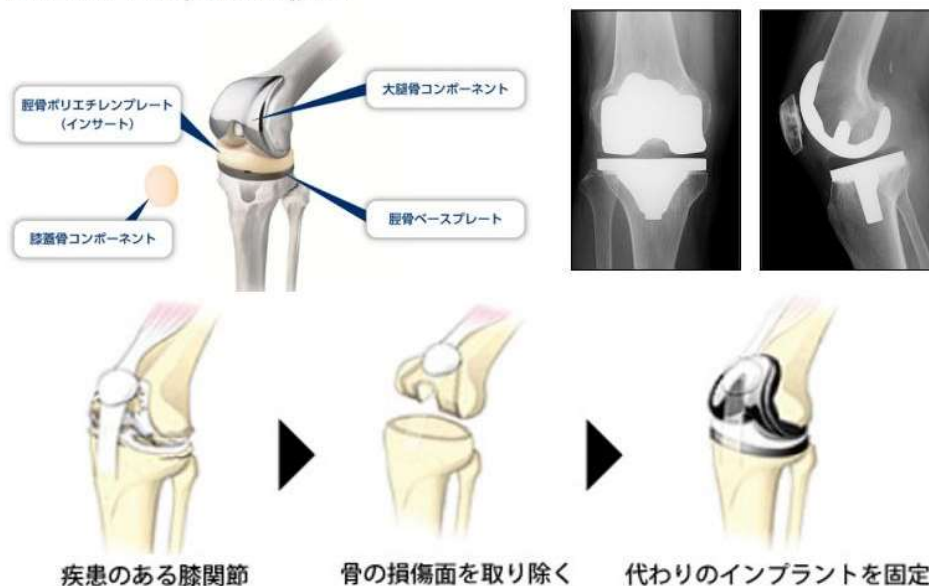 脛骨ポリエチレンプレート
（インサート）
大腿骨コンポーネント
膝蓋骨コンポーネント
脛骨ベースプレート
疾患のある膝関節
骨の損傷面を取り除く
代わりのインプラントを固定